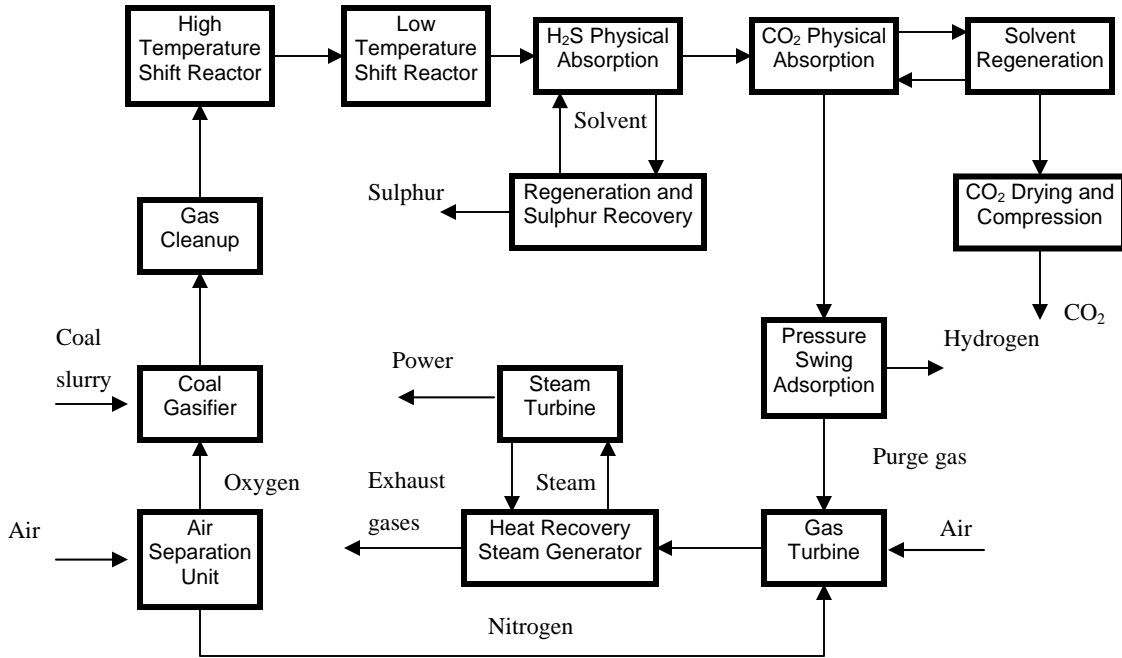 High
Temperature
Shift Reactor
Low
Temperature
Shift Reactor
H₂S Physical
Absorption
CO₂ Physical
Absorption
Solvent
Regeneration
Solvent
Sulphur
Regeneration and
Sulphur Recovery
CO₂ Drying and
Compression
Gas
Cleanup
CO₂
Coal
slurry
Coal
Gasifier
Power
Steam
Turbine
Pressure
Swing
Adsorption
Hydrogen
Oxygen
Exhaust
gases
Steam
Purge gas
Air
Air
Separation
Unit
Heat Recovery
Steam Generator
Gas
Turbine
Air
Nitrogen